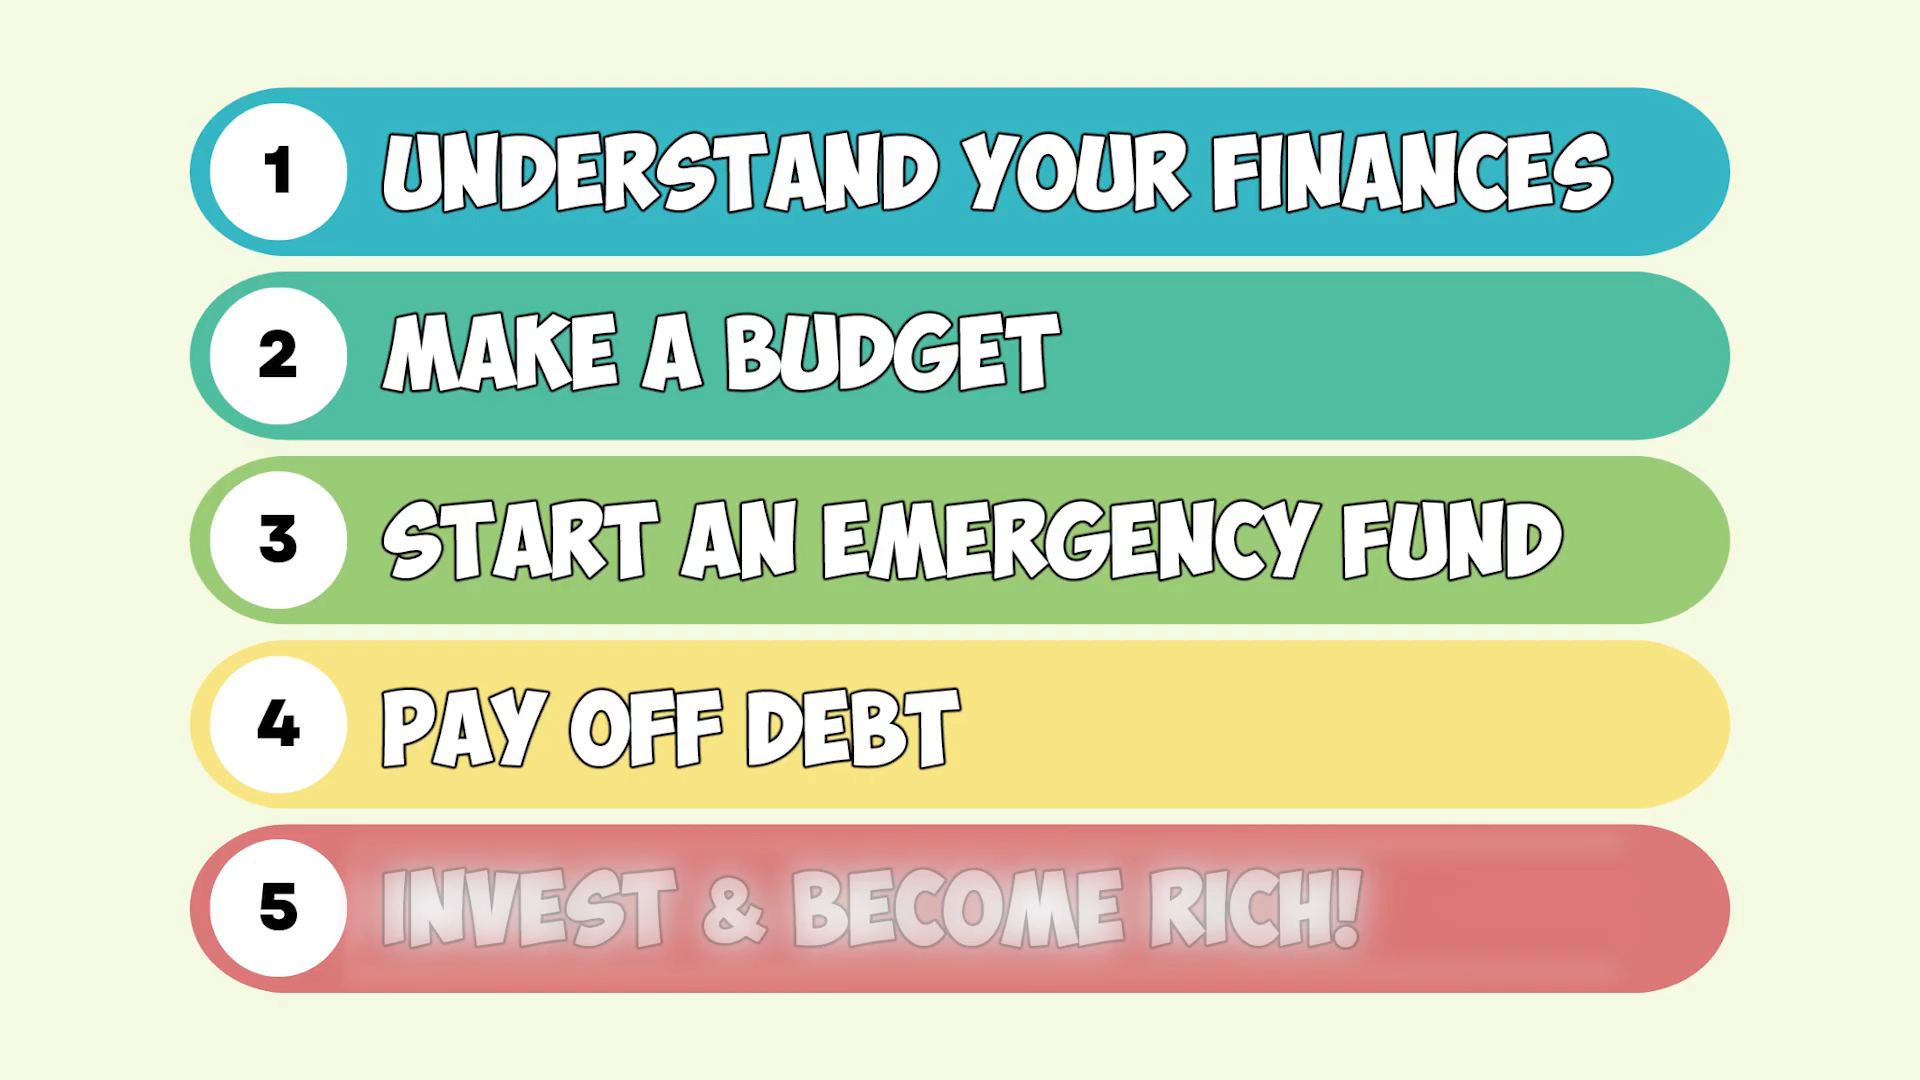 1 UNDERSTAND YOUR FINANCES
2 MAKE A BUDGET
3 START AN EMERGENCY FUND
4 PAY OFF DEBT
5 INVEST & BECOME RICH!